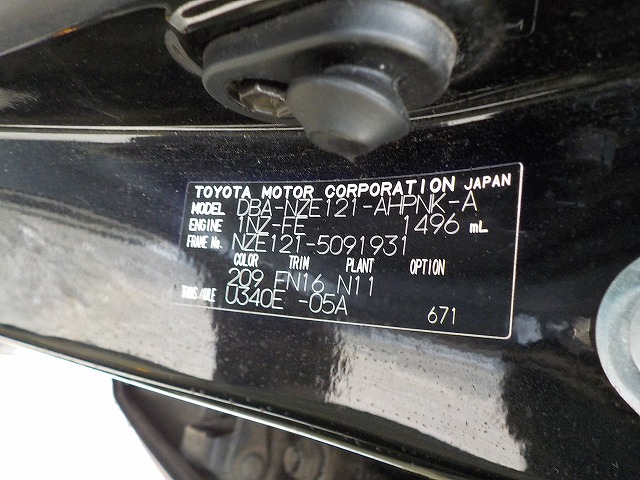 TOYOTA MOTOR CORPORATION JAPAN
MODEL DBA-NZE121-AHPNK-A
ENGINE 1NZ-FE 1496 mL
FRAME No. NZE121-5091931
COLOR TRIM PLANT OPTION
209 FN16 N11
TRANS/AXLE U340E -05A
671